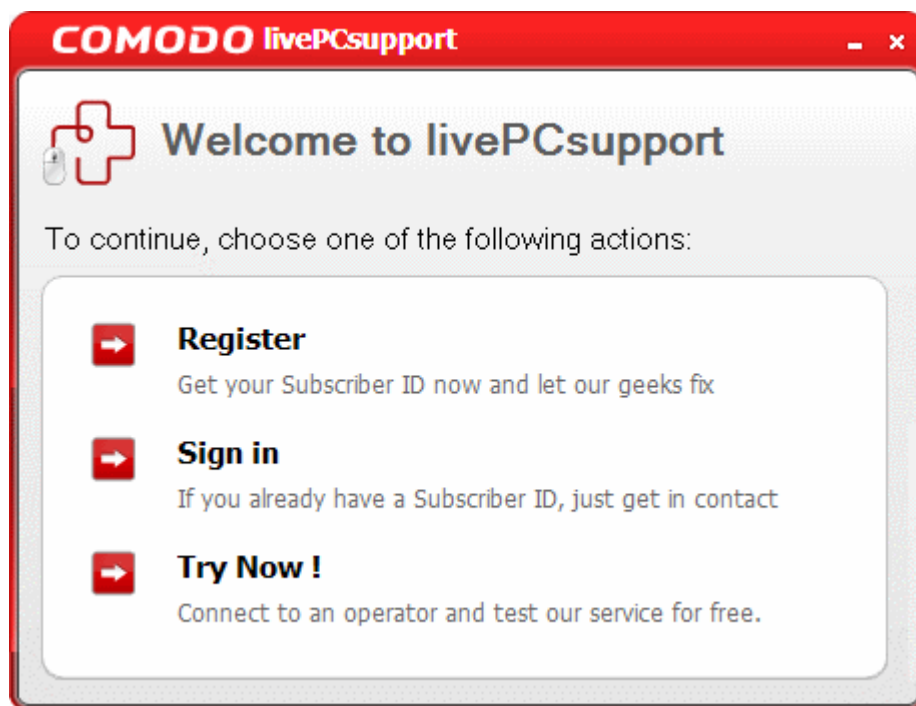 COMODO livePCsupport
Welcome to livePCsupport
To continue, choose one of the following actions:
Register
Get your Subscriber ID now and let our geeks fix
Sign in
If you already have a Subscriber ID, just get in contact
Try Now !
Connect to an operator and test our service for free.